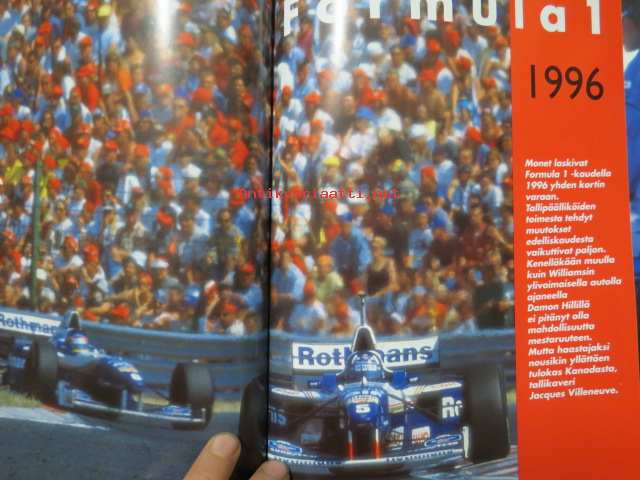 Formula 1
1996
Monet laskivat
Formula 1 -kaudella
1996 yhden kortin
varaan.
Tallipäälliköiden
toimesta tehdyt
muutokset
edelliskaudesta
vaikuttivat paljon.
Kenelläkään muulla
kuin Williamsin
ylivoimaisella autolla
ajaneella
Damon Hillillä
ei pitänyt olla
mahdollisuutta
mestaruuteen.
Mutta haastajaksi
nousikin yllättäen
tulokas Kanadasta,
tallikaveri
Jacques Villeneuve.
Antikvariaatti.net
Rothmans
Rothmans
5